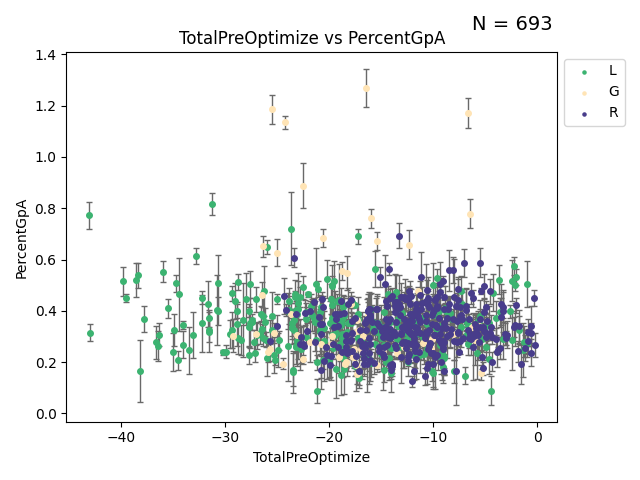 N = 693
TotalPreOptimize vs PercentGpA
1.4
1.2
1.0
0.8
0.6
0.4
0.2
0.0
PercentGpA
−40
−30
−20
−10
0
TotalPreOptimize
L
G
R